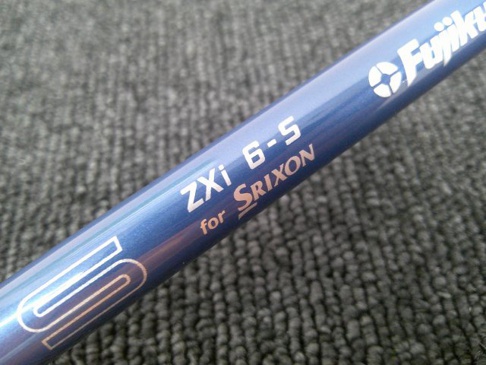 Fujiku
ZXi 6-S
for SRIXON